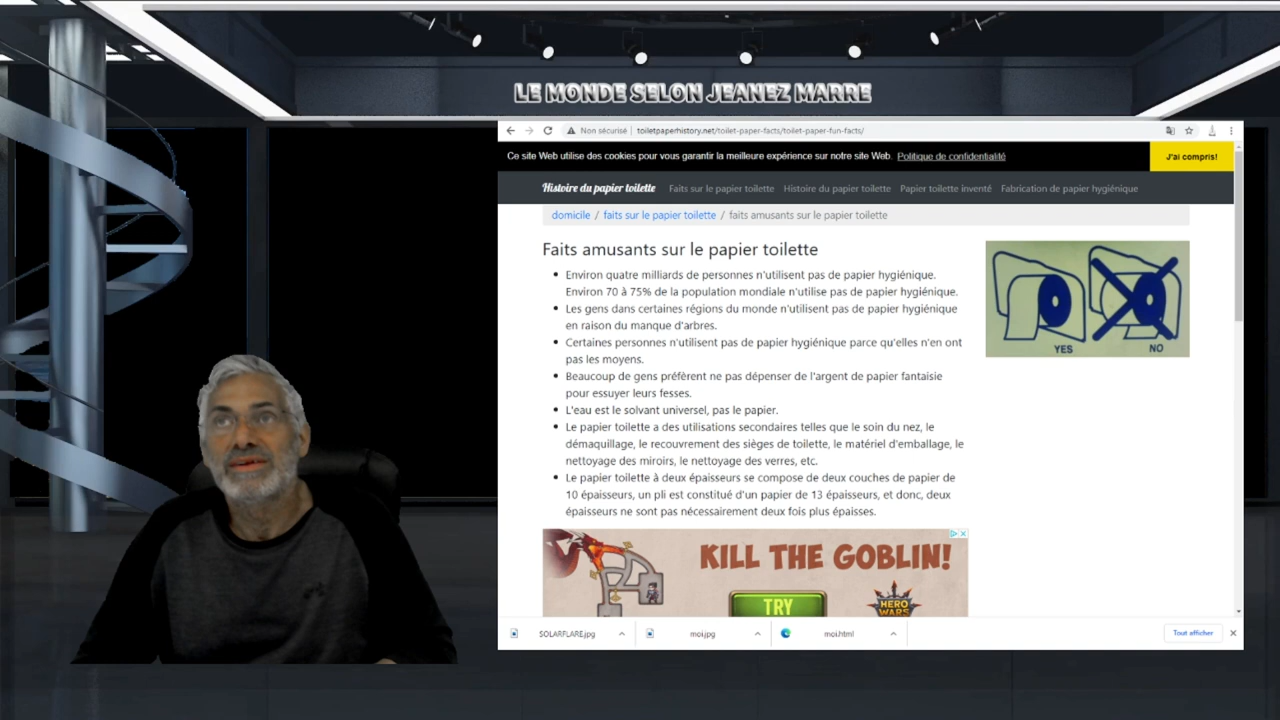 LE MONDE SELON JEANEZ MARRE
Non sécurisé | toiletpaperhistory.net/toilet-paper-facts/toilet-paper-fun-facts/
Ce site Web utilise des cookies pour vous garantir la meilleure expérience sur notre site Web. Politique de confidentialité
J'ai compris!
Histoire du papier toilette Faits sur le papier toilette Histoire du papier toilette Papier toilette inventé Fabrication de papier hygiénique
domicile / faits sur le papier toilette / faits amusants sur le papier toilette
Faits amusants sur le papier toilette
Environ quatre milliards de personnes n'utilisent pas de papier hygiénique.
Environ 70 à 75% de la population mondiale n'utilise pas de papier hygiénique.
Les gens dans certaines régions du monde n'utilisent pas de papier hygiénique
en raison du manque d'arbres.
Certaines personnes n'utilisent pas de papier hygiénique parce qu'elles n'en ont
pas les moyens.
Beaucoup de gens préfèrent ne pas dépenser de l'argent de papier fantaisie
pour essuyer leurs fesses.
L'eau est le solvant universel, pas le papier.
Le papier toilette a des utilisations secondaires telles que le soin du nez, le
démaquillage, le recouvrement des sièges de toilette, le matériel d'emballage, le
nettoyage des miroirs, le nettoyage des verres, etc.
Le papier toilette à deux épaisseurs se compose de deux couches de papier de
10 épaisseurs, un pli est constitué d'un papier de 13 épaisseurs, et donc, deux
épaisseurs ne sont pas nécessairement deux fois plus épaisses.
YES NO
KILL THE GOBLIN!
TRY
HERO
WARS
SOLARFLARE.jpg moi.jpg moi.html Tout afficher